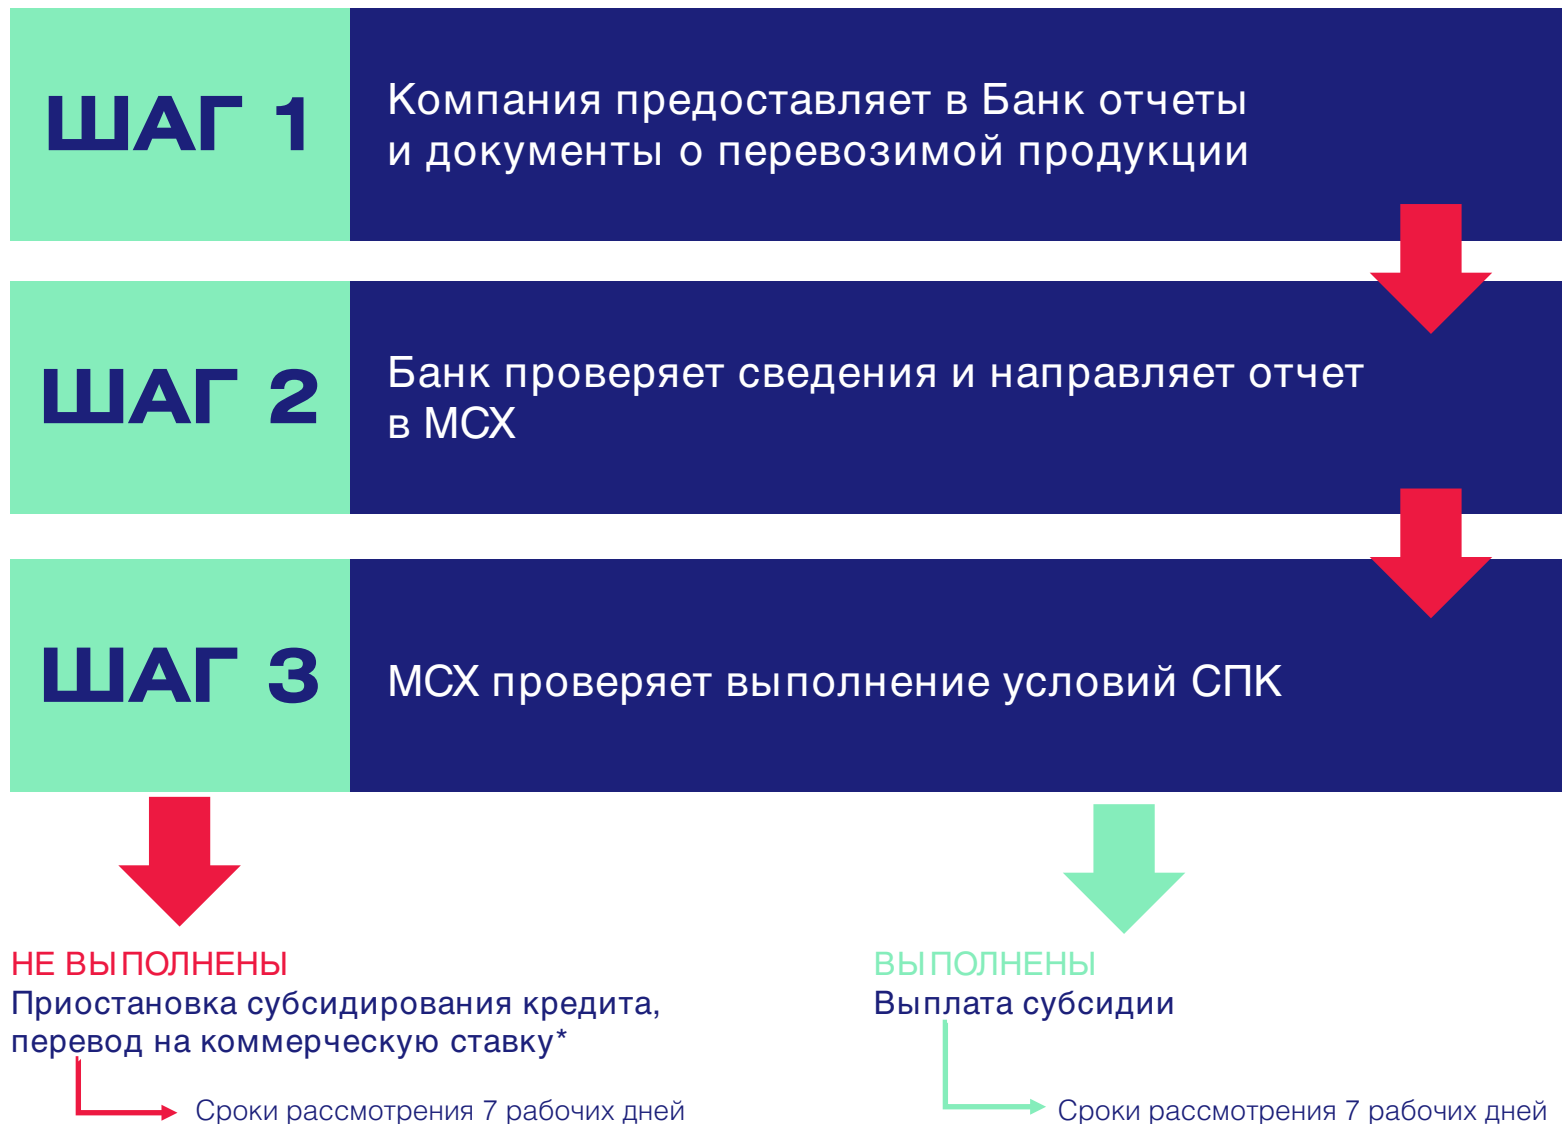 ШАГ 1
Компания предоставляет в Банк отчеты
и документы о перевозимой продукции
ШАГ 2
Банк проверяет сведения и направляет отчет
в МСХ
ШАГ 3
МСХ проверяет выполнение условий СПК
НЕ ВЫПОЛНЕНЫ
Приостановка субсидирования кредита,
перевод на коммерческую ставку*
Сроки рассмотрения 7 рабочих дней
ВЫПОЛНЕНЫ
Выплата субсидии
Сроки рассмотрения 7 рабочих дней